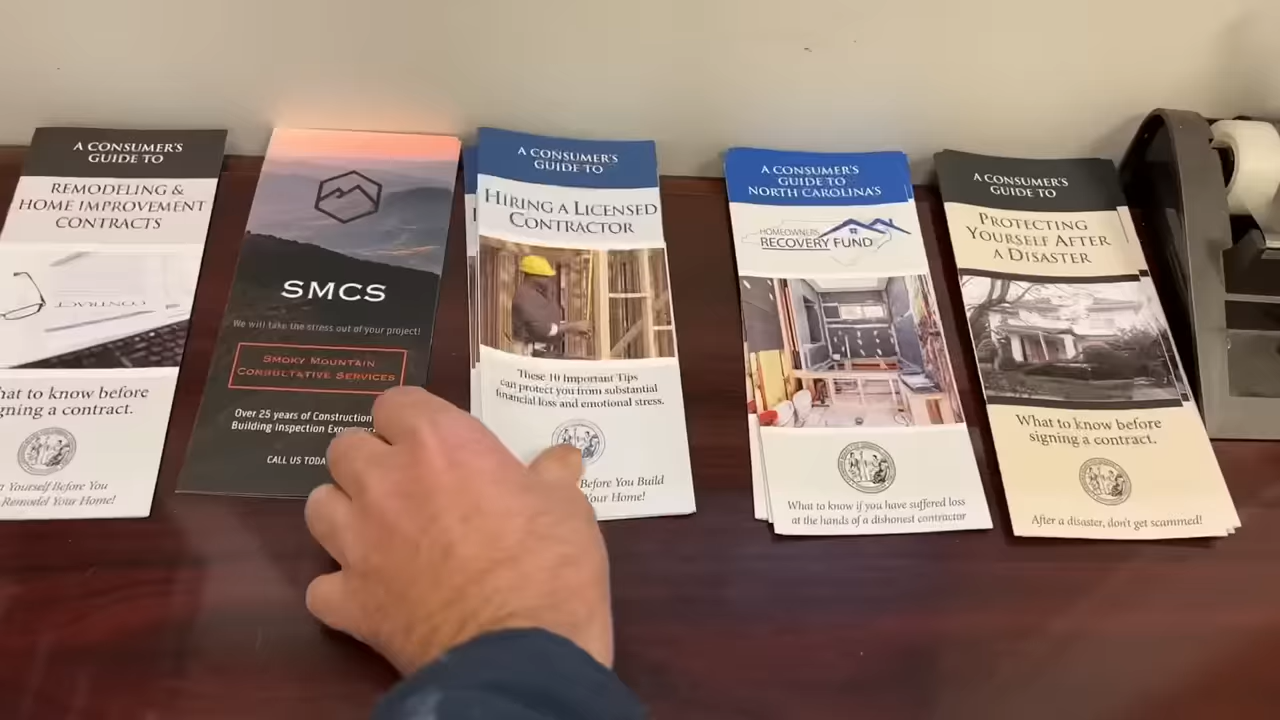 A CONSUMER'S
GUIDE TO
REMODELING &
HOME IMPROVEMENT
CONTRACTS
CONTRACT
hat to know before
gning a contract.
Yourself Before You
Remodel Your Home!
SMCS
We will take the stress out of your project!
SMOKY MOUNTAIN
CONSULTATIVE SERVICES
Over 25 years of Construction
Building Inspection
CALL US TODA
A CONSUMER'S
GUIDE TO
HIRING A LICENSED
CONTRACTOR
These 10 Important Tips
can protect you from substantial
financial loss and emotional stress.
Before You Build
Your Home!
A CONSUMER'S
GUIDE TO
NORTH CAROLINA'S
HOMEOWNERS
RECOVERY FUND
What to know if you have suffered loss
at the hands of a dishonest contractor
A CONSUMER'S
GUIDE TO
PROTECTING
YOURSELF AFTER
A DISASTER
What to know before
signing a contract.
After a disaster, don't get scammed!